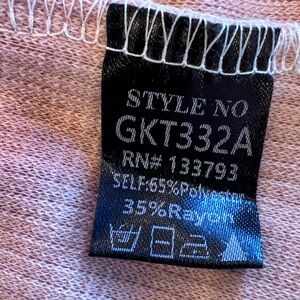 STYLE NO
GKT332A
RN# 133793
SELF:65%Polyester
35%Rayon